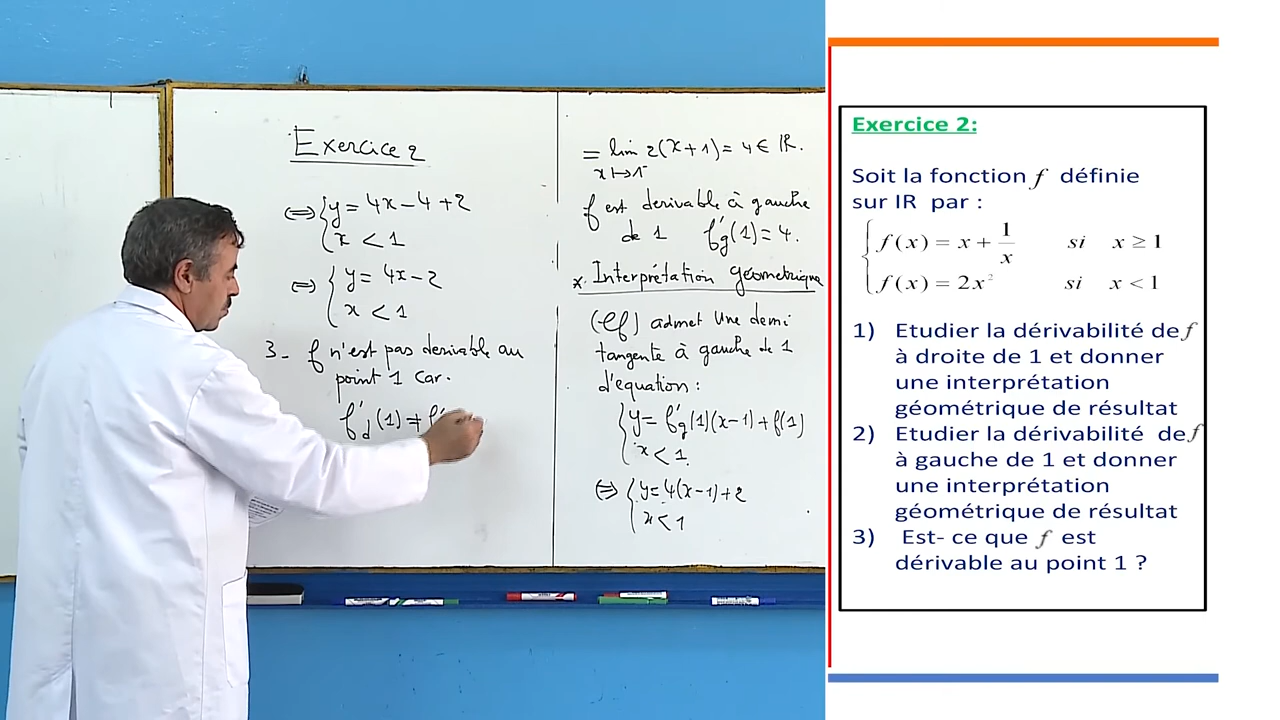 Exercice 2
⇔ { y = 4x - 4 + 2
x < 1
⇔ { y = 4x - 2
x < 1
3 - f n'est pas derivable au
point 1 car.
f'd(1) ≠ f'
= lim 2(x+1) = 4 ∈ IR.
x ↦ 1⁻
f est derivable à gauche
de 1 f'g(1) = 4.
* Interprétation géometrique
(Cf) admet une demi
tangente à gauche de 1
d'equation :
{ y = f'g(1)(x-1) + f(1)
x < 1.
⇔ { y = 4(x-1) + 2
x < 1
Exercice 2:
Soit la fonction f définie
sur IR par :
f(x) = x + 1/x si x ≥ 1
f(x) = 2x² si x < 1
1) Etudier la dérivabilité de f
à droite de 1 et donner
une interprétation
géométrique de résultat
2) Etudier la dérivabilité de f
à gauche de 1 et donner
une interprétation
géométrique de résultat
3) Est- ce que f est
dérivable au point 1 ?